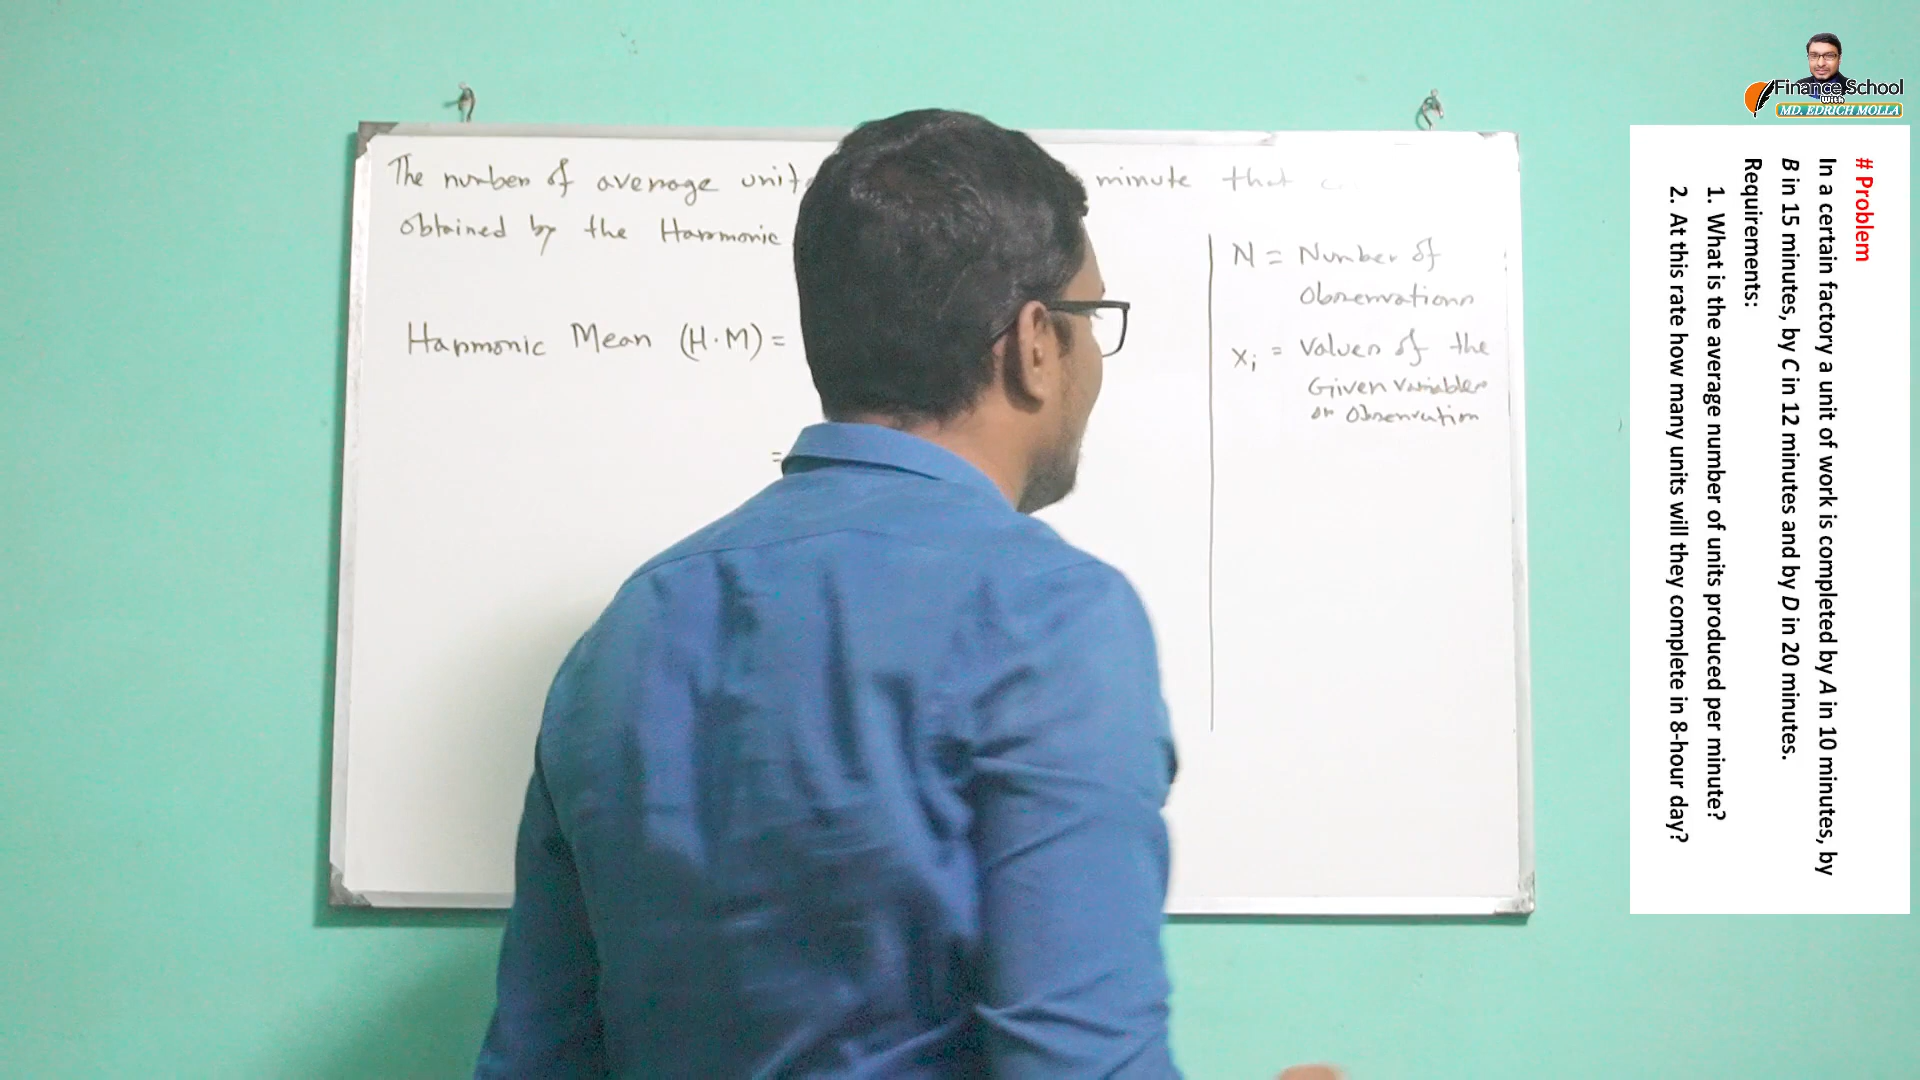 The number of average unit
minute that
obtained by the Harmonic
Harmonic Mean (H.M) =
=
N = Number of
Observations
xi = Values of the
Given Variables
or Observation
Finance School
With
MD. EDRICH MOLLA
# Problem
In a certain factory a unit of work is completed by A in 10 minutes, by
B in 15 minutes, by C in 12 minutes and by D in 20 minutes.
Requirements:
1. What is the average number of units produced per minute?
2. At this rate how many units will they complete in 8-hour day?